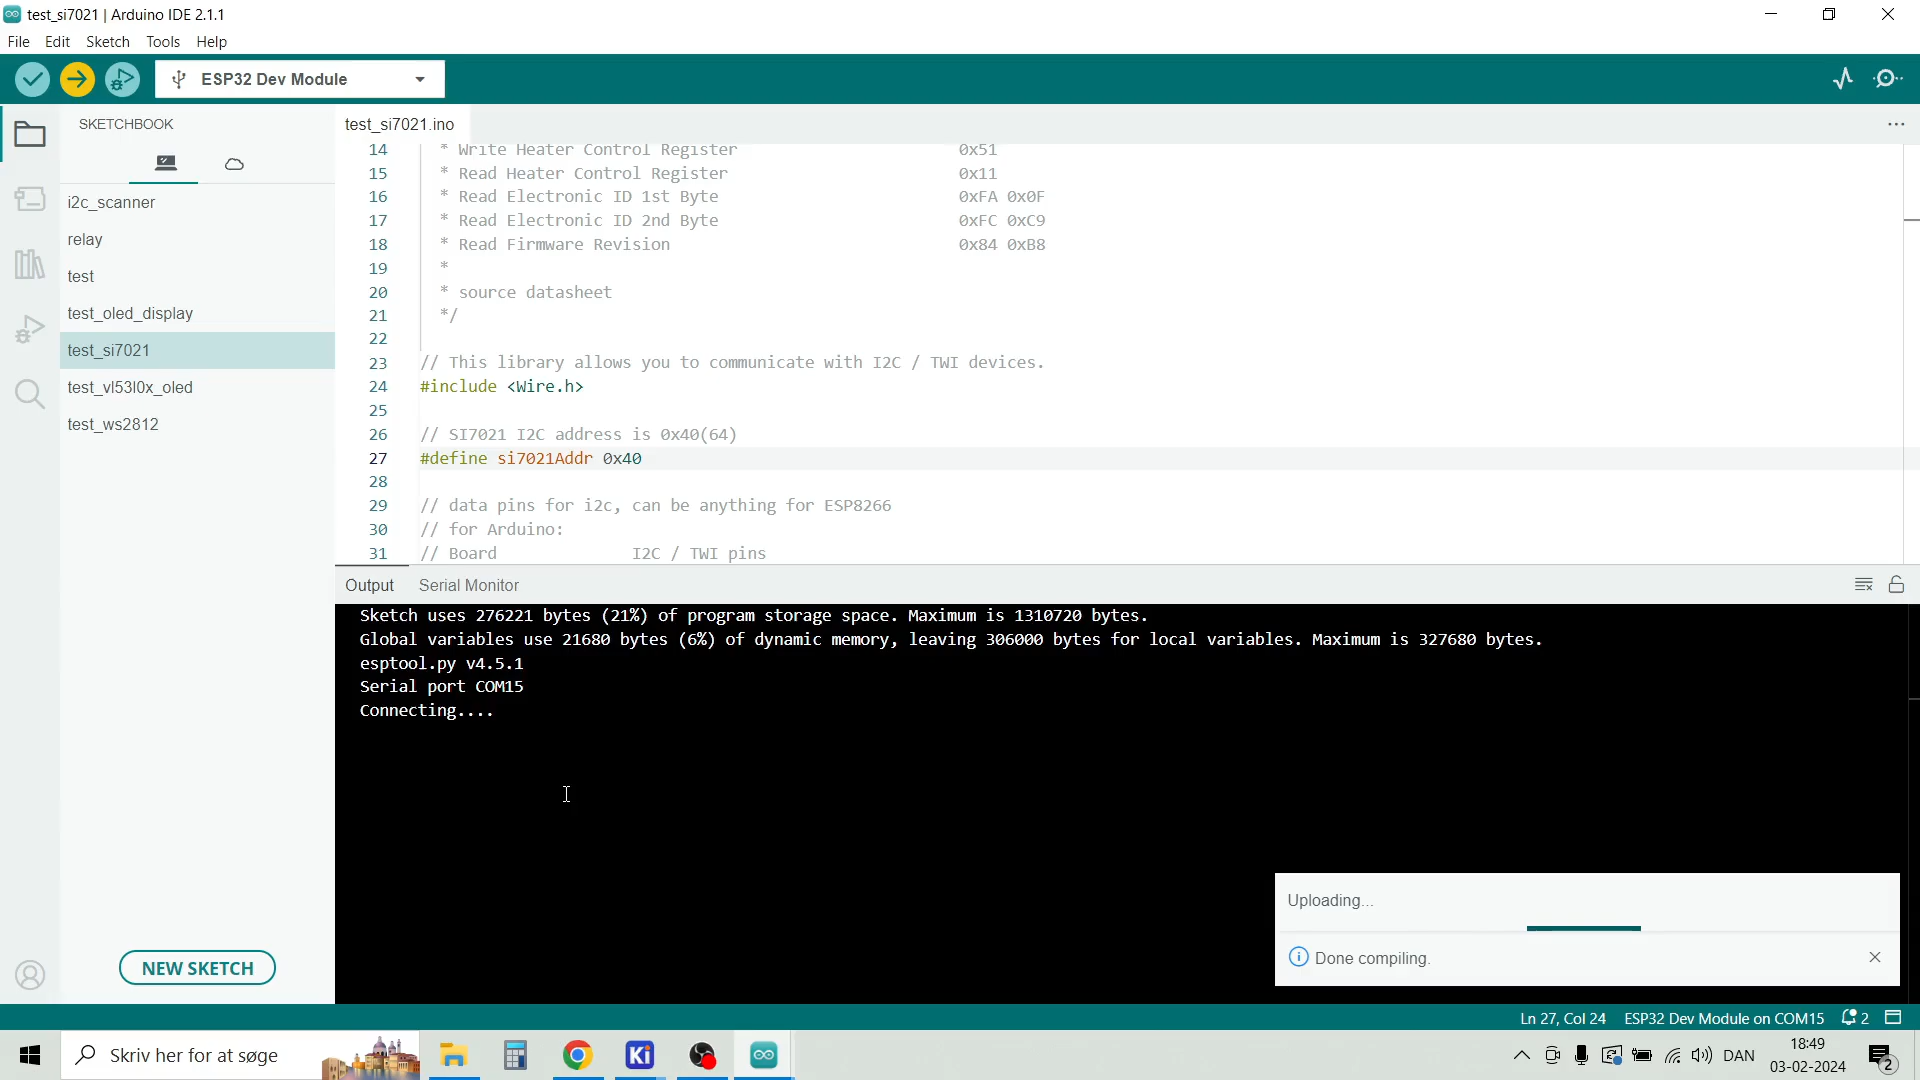 test_si7021 | Arduino IDE 2.1.1
File Edit Sketch Tools Help
ESP32 Dev Module
SKETCHBOOK
i2c_scanner
relay
test
test_oled_display
test_si7021
test_vl53l0x_oled
test_ws2812
NEW SKETCH
test_si7021.ino
14 * Write Heater Control Register 0x51
15 * Read Heater Control Register 0x11
16 * Read Electronic ID 1st Byte 0xFA 0x0F
17 * Read Electronic ID 2nd Byte 0xFC 0xC9
18 * Read Firmware Revision 0x84 0xB8
19 *
20 * source datasheet
21 */
22
23 // This library allows you to communicate with I2C / TWI devices.
24 #include <Wire.h>
25
26 // SI7021 I2C address is 0x40(64)
27 #define si7021Addr 0x40
28
29 // data pins for i2c, can be anything for ESP8266
30 // for Arduino:
31 // Board I2C / TWI pins
Output Serial Monitor
Sketch uses 276221 bytes (21%) of program storage space. Maximum is 1310720 bytes.
Global variables use 21680 bytes (6%) of dynamic memory, leaving 306000 bytes for local variables. Maximum is 327680 bytes.
esptool.py v4.5.1
Serial port COM15
Connecting....
Uploading...
Done compiling.
Ln 27, Col 24 ESP32 Dev Module on COM15 2
Skriv her for at søge
Ki
DAN
18:49
03-02-2024
2